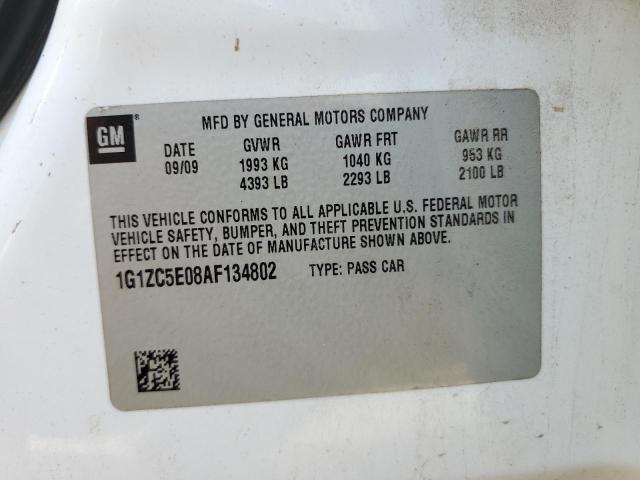 GM
MFD BY GENERAL MOTORS COMPANY
DATE GVWR GAWR FRT GAWR RR
09/09 1993 KG 1040 KG 953 KG
4393 LB 2293 LB 2100 LB
THIS VEHICLE CONFORMS TO ALL APPLICABLE U.S. FEDERAL MOTOR
VEHICLE SAFETY, BUMPER, AND THEFT PREVENTION STANDARDS IN
EFFECT ON THE DATE OF MANUFACTURE SHOWN ABOVE.
1G1ZC5E08AF134802 TYPE: PASS CAR